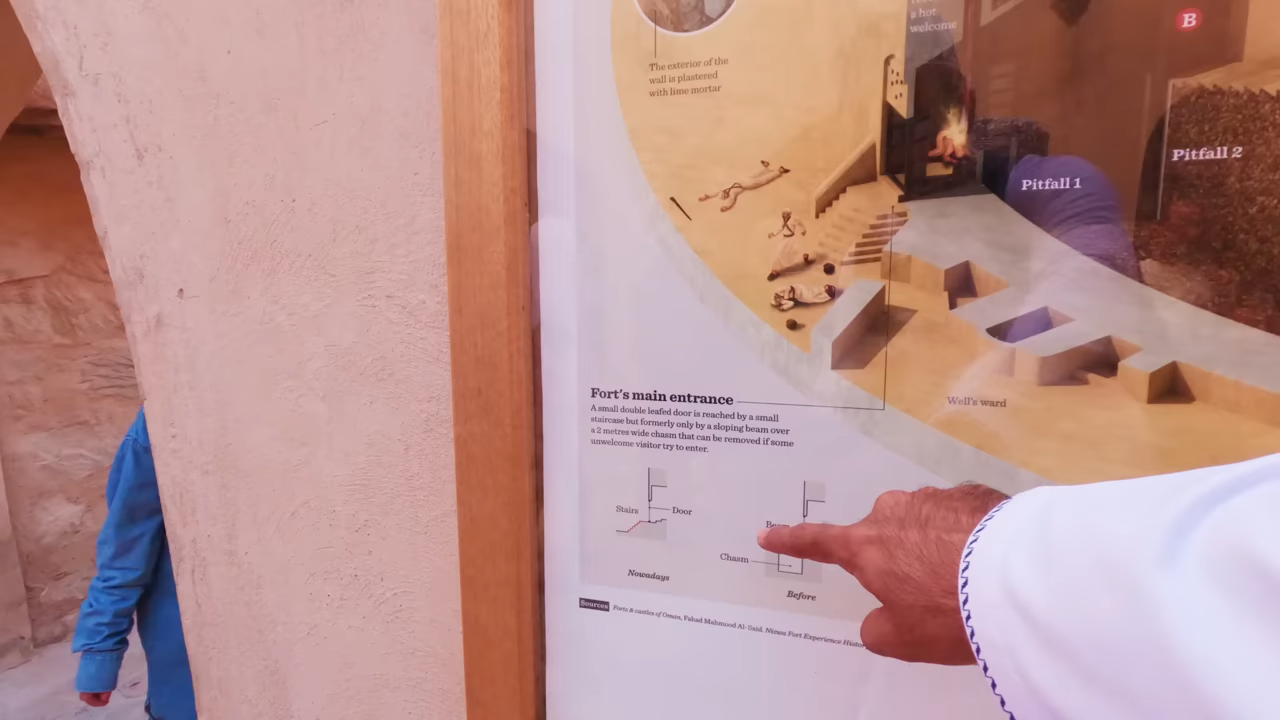 a hot
welcome
B
The exterior of the
wall is plastered
with lime mortar
Pitfall 2
Pitfall 1
Well's ward
Fort's main entrance
A small double leafed door is reached by a small
staircase but formerly only by a sloping beam over
a 2 metres wide chasm that can be removed if some
unwelcome visitor try to enter.
Stairs
Door
Chasm
Nowadays
Before
Sources Forts & castles of Oman, Fahad Mahmood Al-Said. Nizwa Fort Experience